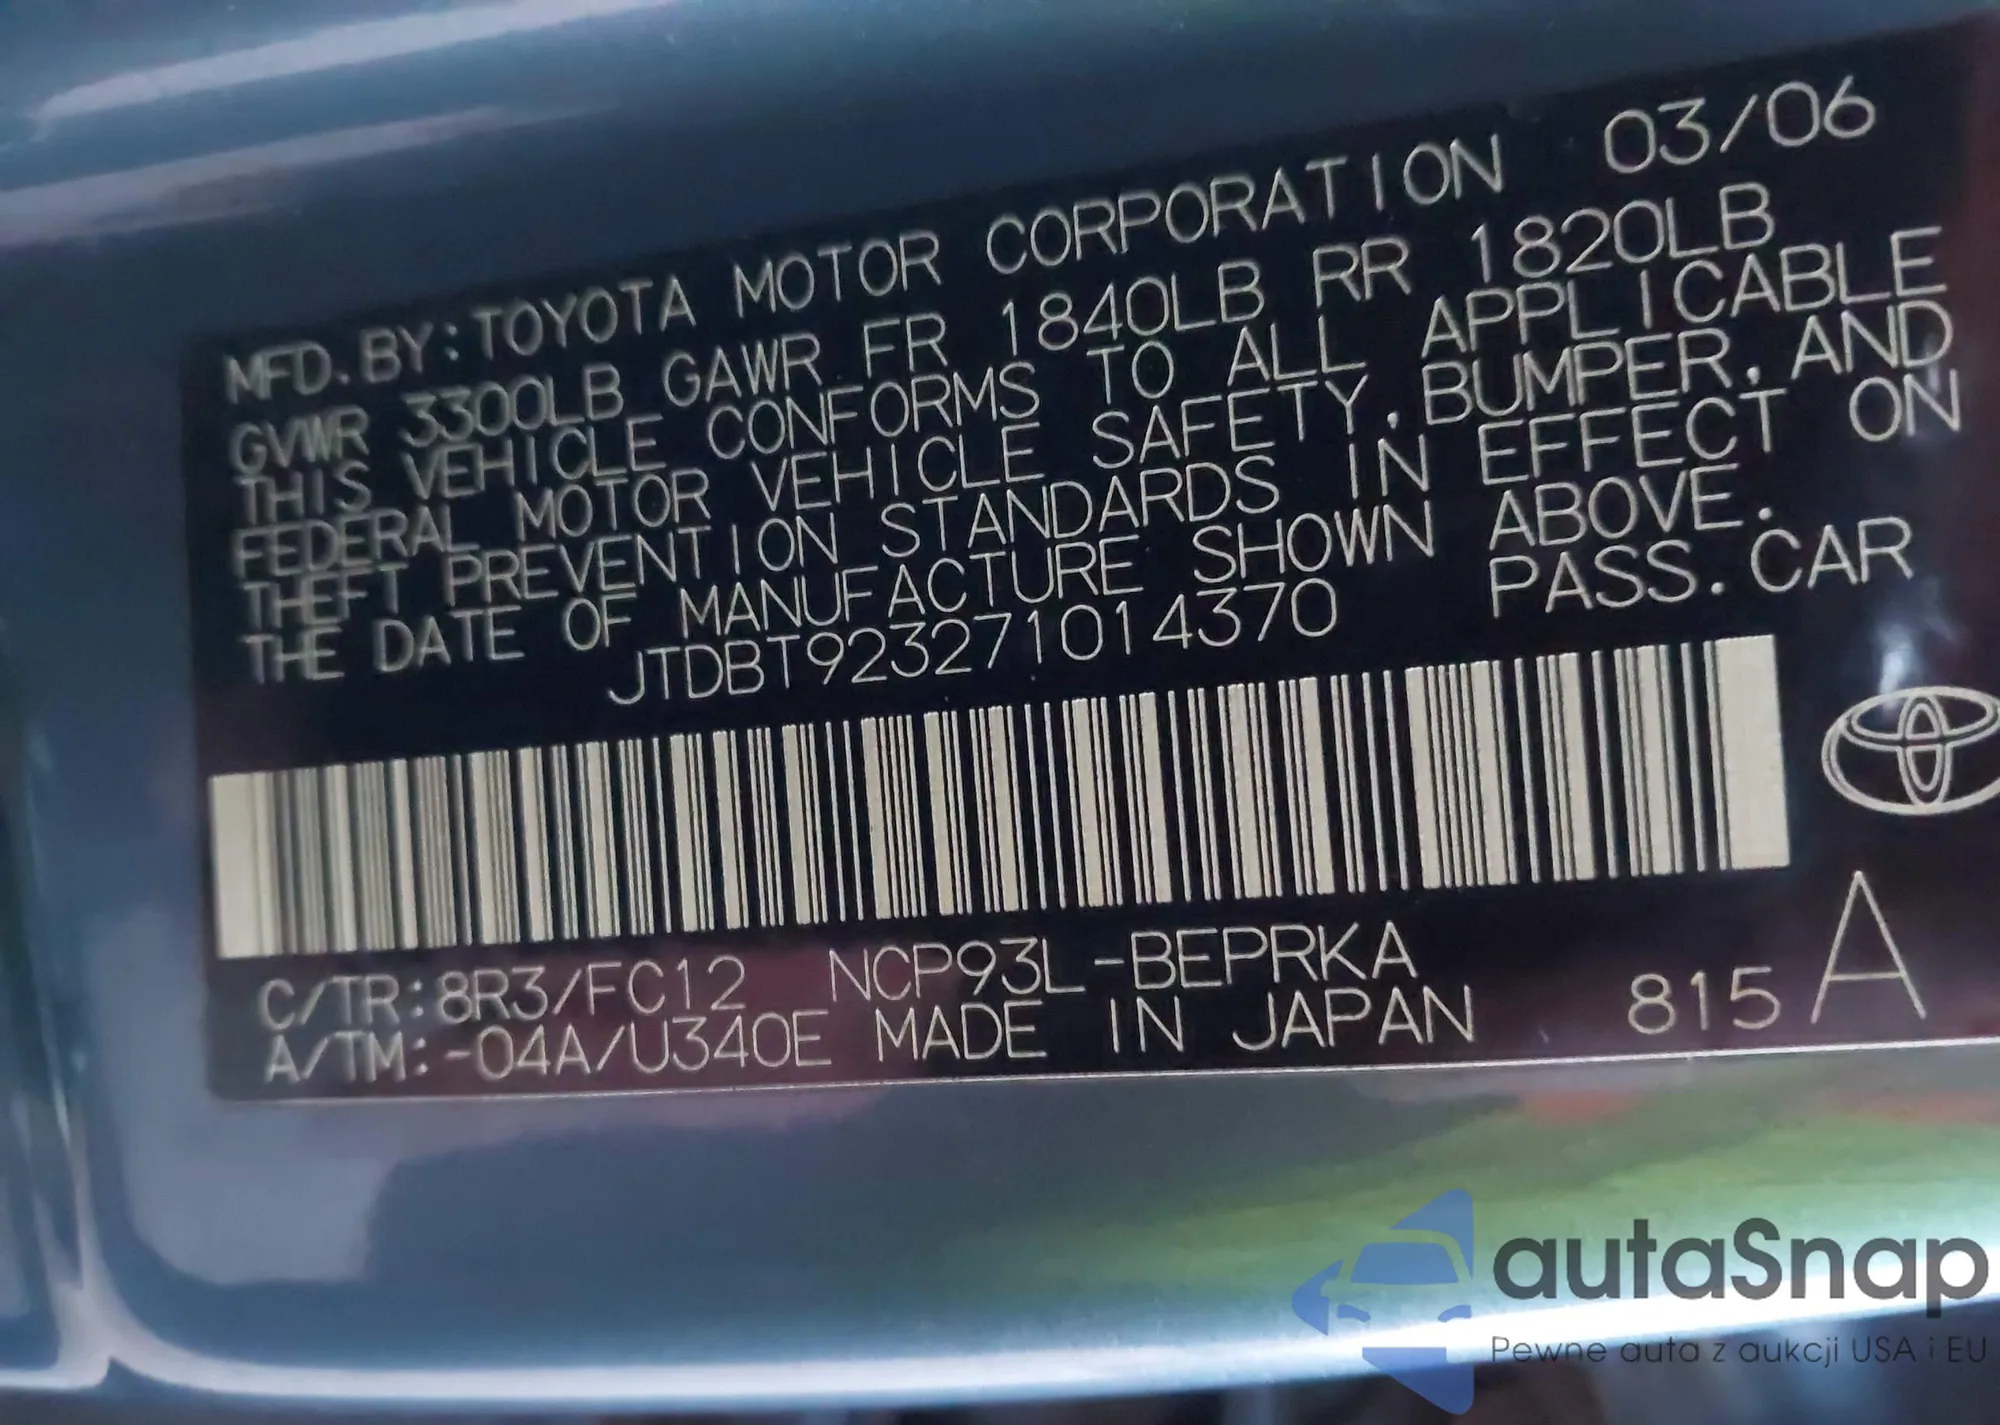 MFD. BY: TOYOTA MOTOR CORPORATION 03/06
GVWR 3300LB GAWR FR 1840LB RR 1820LB
THIS VEHICLE CONFORMS TO ALL APPLICABLE
FEDERAL MOTOR VEHICLE SAFETY, BUMPER, AND
THEFT PREVENTION STANDARDS IN EFFECT ON
THE DATE OF MANUFACTURE SHOWN ABOVE.
JTDBT923271014370 PASS. CAR
C/TR: 8R3/FC12 NCP93L-BEPRKA
A/TM: -04A/U340E MADE IN JAPAN 815 A
autaSnap
Pewne auta z aukcji USA i EU